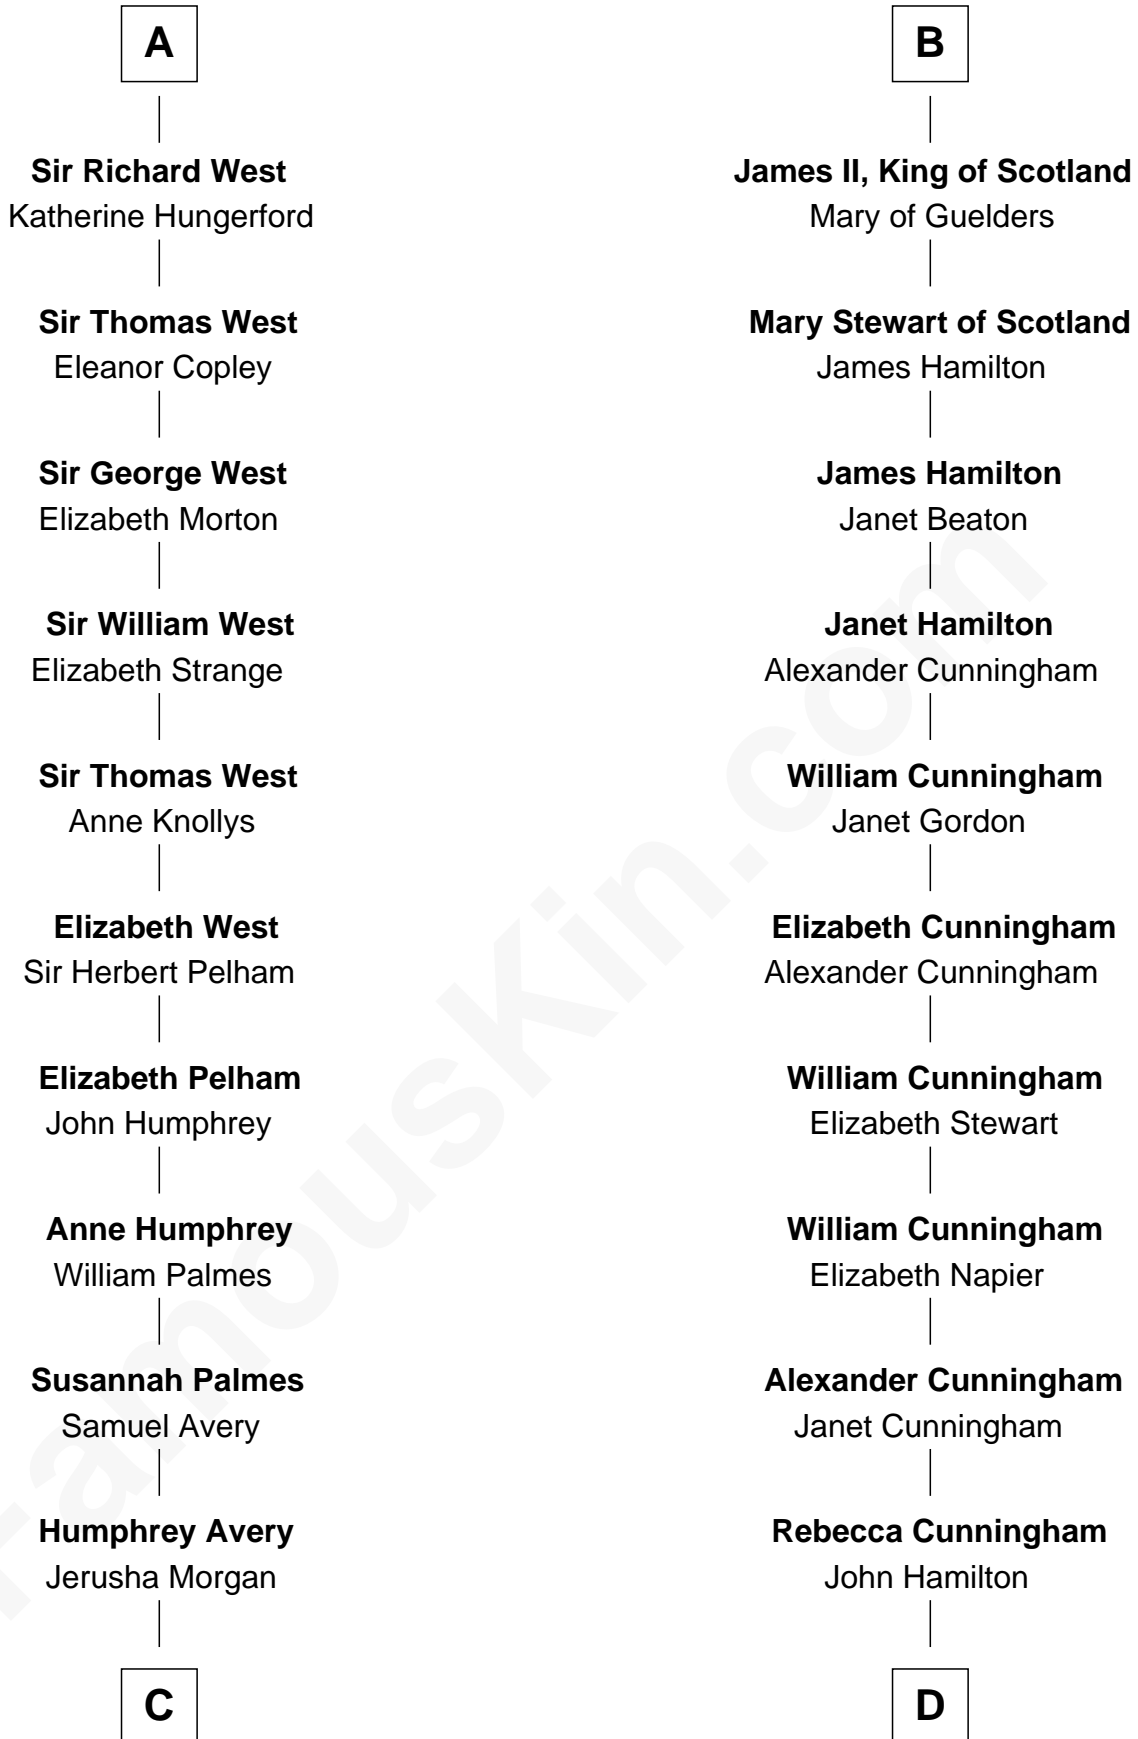 A
Sir Richard West
Katherine Hungerford
Sir Thomas West
Eleanor Copley
Sir George West
Elizabeth Morton
Sir William West
Elizabeth Strange
Sir Thomas West
Anne Knollys
Elizabeth West
Sir Herbert Pelham
Elizabeth Pelham
John Humphrey
Anne Humphrey
William Palmes
Susannah Palmes
Samuel Avery
Humphrey Avery
Jerusha Morgan
C
B
James II, King of Scotland
Mary of Guelders
Mary Stewart of Scotland
James Hamilton
James Hamilton
Janet Beaton
Janet Hamilton
Alexander Cunningham
William Cunningham
Janet Gordon
Elizabeth Cunningham
Alexander Cunningham
William Cunningham
Elizabeth Stewart
William Cunningham
Elizabeth Napier
Alexander Cunningham
Janet Cunningham
Rebecca Cunningham
John Hamilton
D
FamousKin.com